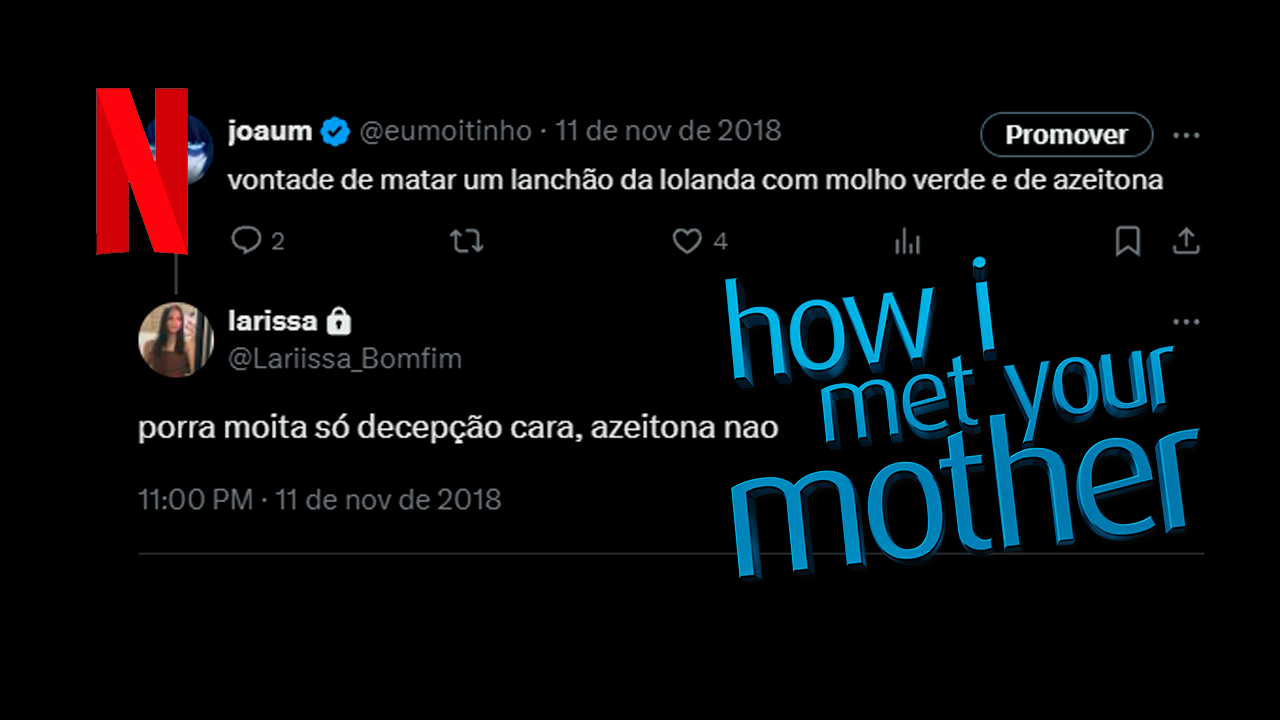 N
joaum @eumoitinho · 11 de nov de 2018
Promover
vontade de matar um lanchão da lolanda com molho verde e de azeitona
2
4
larissa
@Lariissa_Bomfim
porra moita só decepção cara, azeitona nao
11:00 PM · 11 de nov de 2018
how i
met your
mother